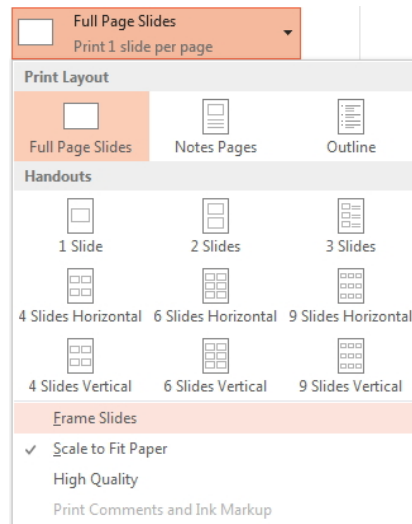 Full Page Slides
Print 1 slide per page
Print Layout
Full Page Slides Notes Pages Outline
Handouts
1 Slide 2 Slides 3 Slides
4 Slides Horizontal 6 Slides Horizontal 9 Slides Horizontal
4 Slides Vertical 6 Slides Vertical 9 Slides Vertical
Frame Slides
Scale to Fit Paper
High Quality
Print Comments and Ink Markup